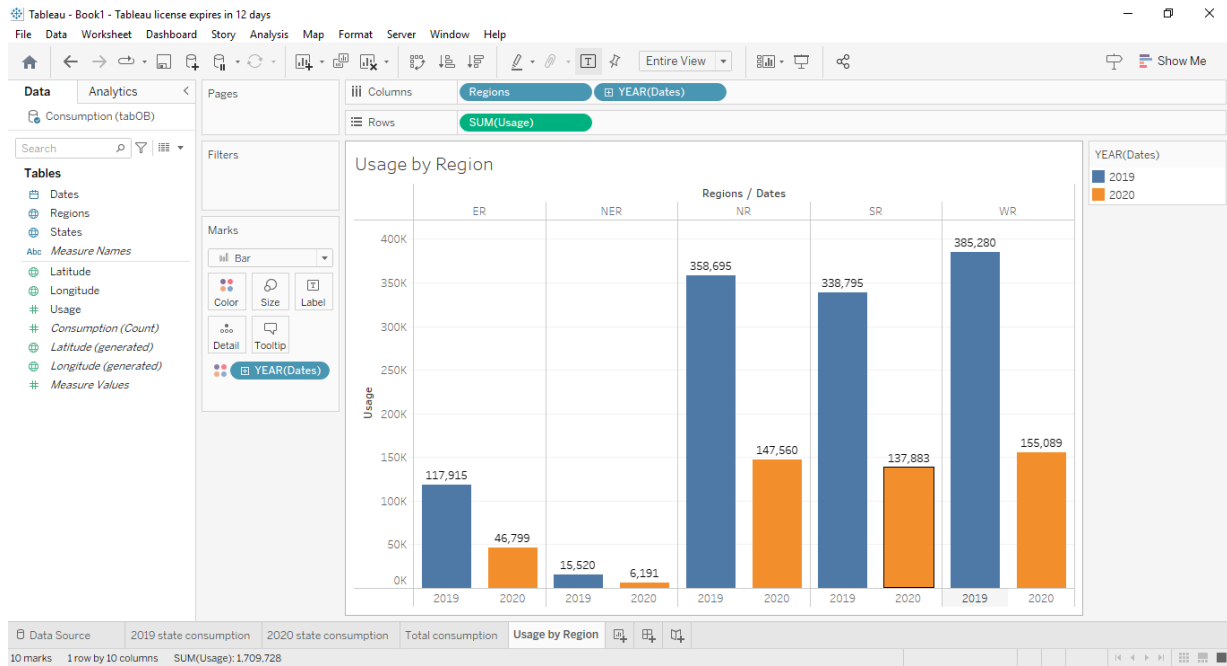 Tableau - Book1 - Tableau license expires in 12 days
File Data Worksheet Dashboard Story Analysis Map Format Server Window Help
Entire View
Show Me
Data Analytics
Consumption (tabOB)
Search
Tables
Dates
Regions
States
Abc Measure Names
Latitude
Longitude
# Usage
# Consumption (Count)
Latitude (generated)
Longitude (generated)
# Measure Values
Pages
Filters
Marks
Bar
Color Size Label
Detail Tooltip
YEAR(Dates)
Columns Regions YEAR(Dates)
Rows SUM(Usage)
Usage by Region
Regions / Dates
ER NER NR SR WR
Usage
400K
350K
300K
250K
200K
150K
100K
50K
0K
117,915
46,799
15,520
6,191
358,695
147,560
338,795
137,883
385,280
155,089
2019 2020 2019 2020 2019 2020 2019 2020 2019 2020
YEAR(Dates)
2019
2020
Data Source 2019 state consumption 2020 state consumption Total consumption Usage by Region
10 marks 1 row by 10 columns SUM(Usage): 1,709,728